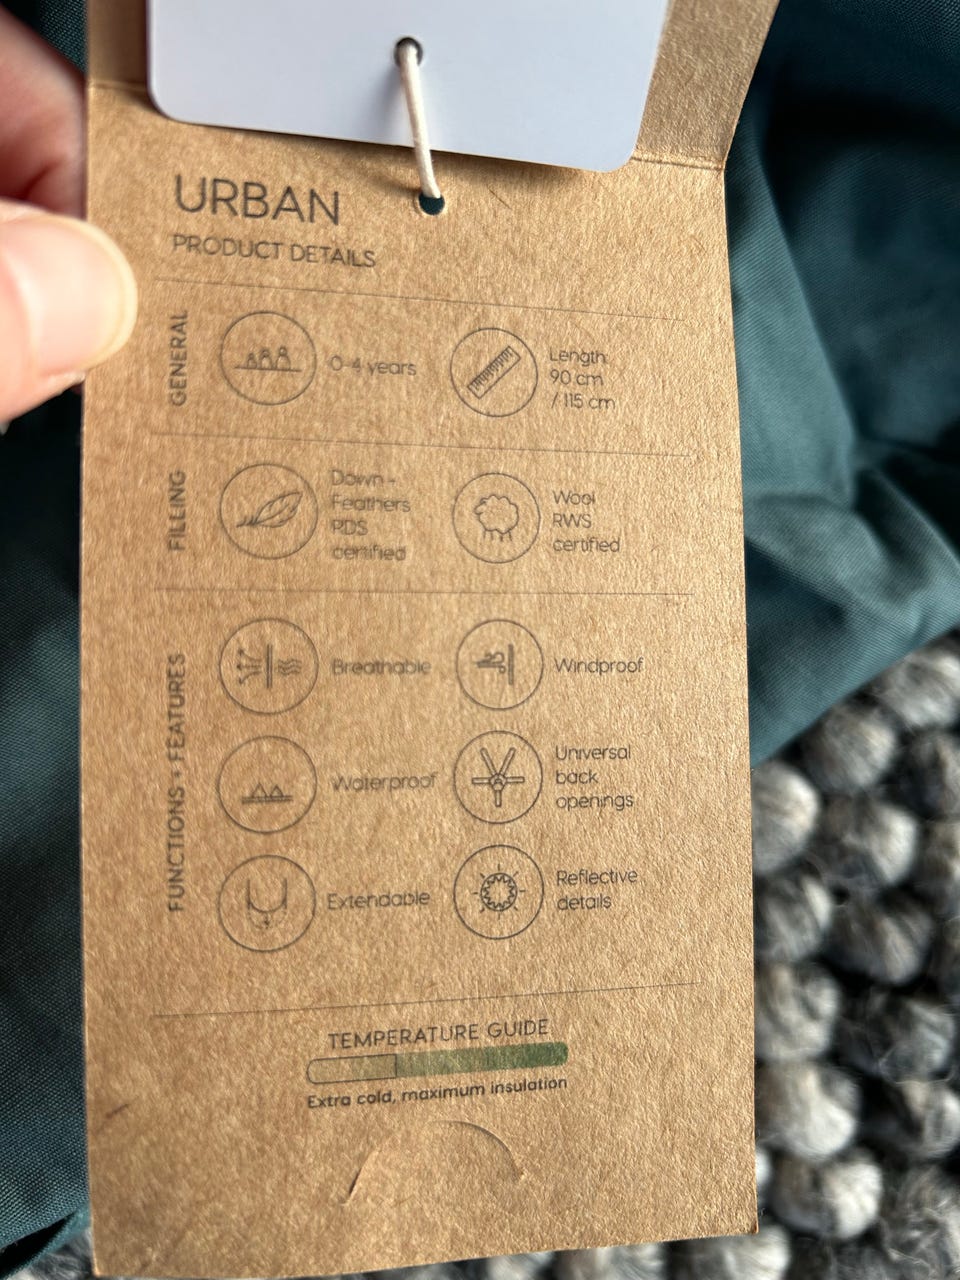 URBAN
PRODUCT DETAILS
GENERAL
0-4 years
Length
90 cm
/ 115 cm
FILLING
Down -
Feathers
RDS
certified
Wool
RWS
certified
FUNCTIONS + FEATURES
Breathable
Windproof
Waterproof
Universal
back
openings
Extendable
Reflective
details
TEMPERATURE GUIDE
Extra cold, maximum insulation